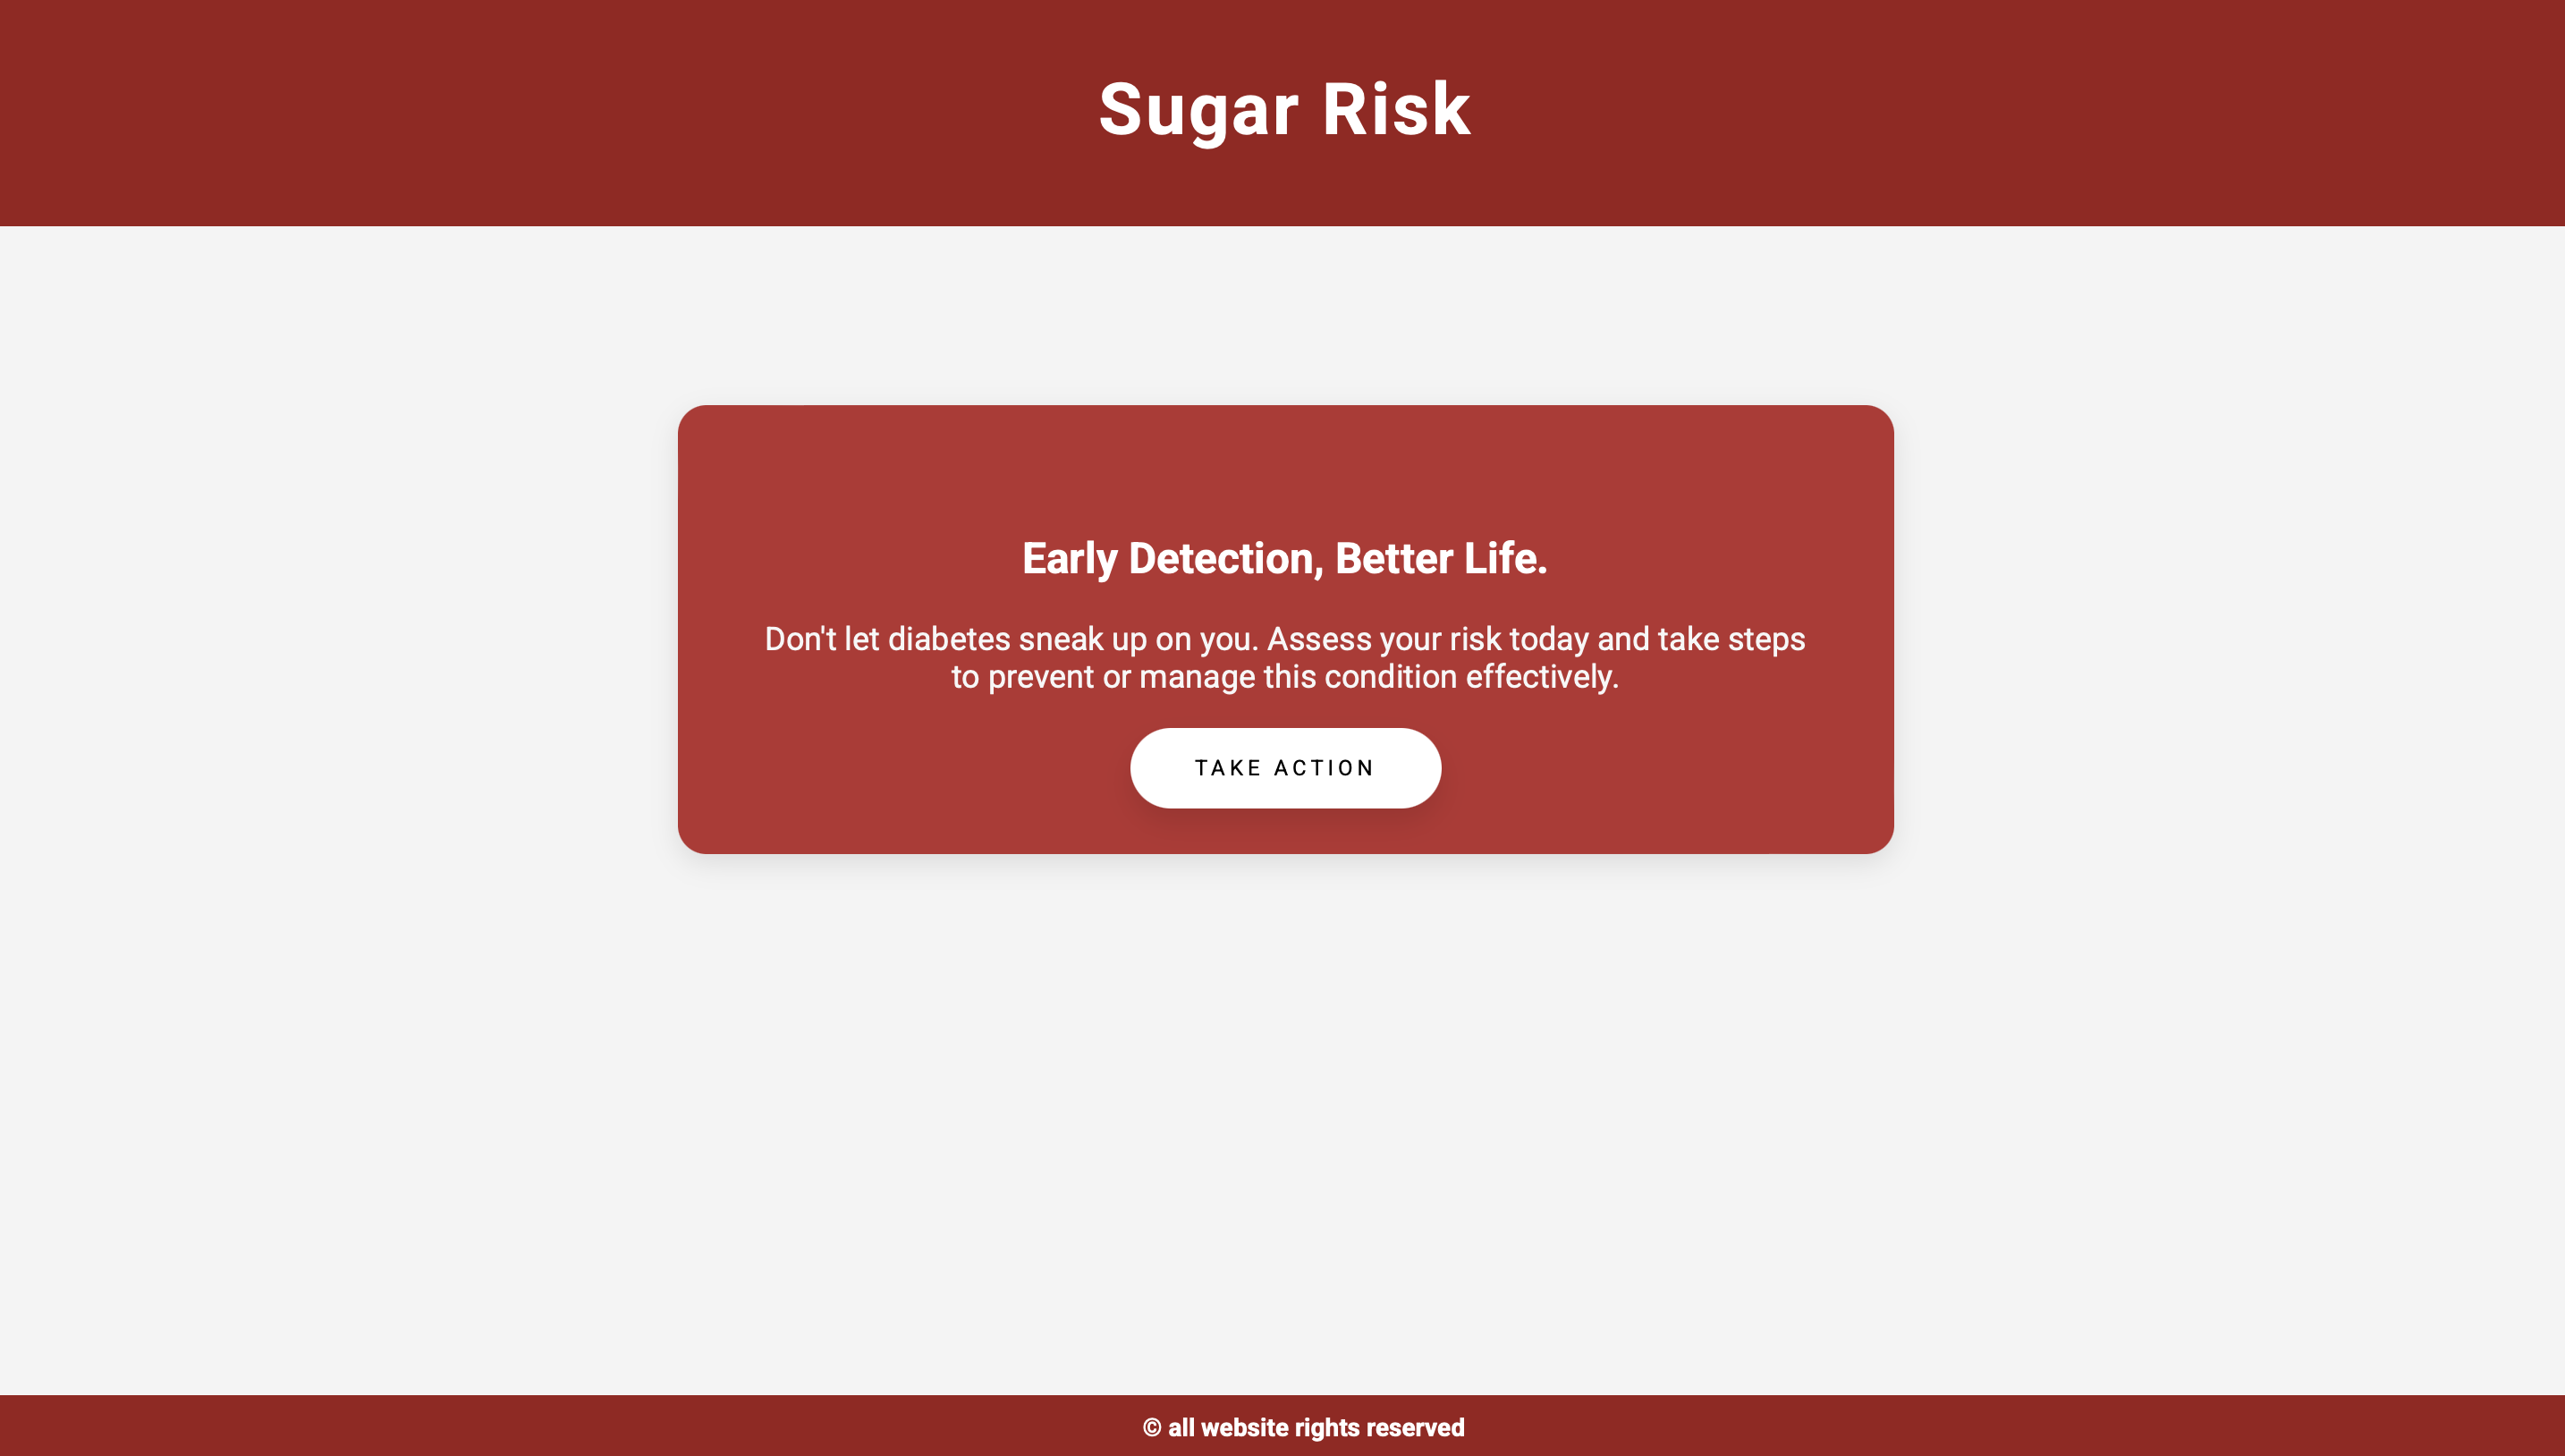 Sugar Risk
Early Detection, Better Life.
Don't let diabetes sneak up on you. Assess your risk today and take steps
to prevent or manage this condition effectively.
TAKE ACTION
© all website rights reserved